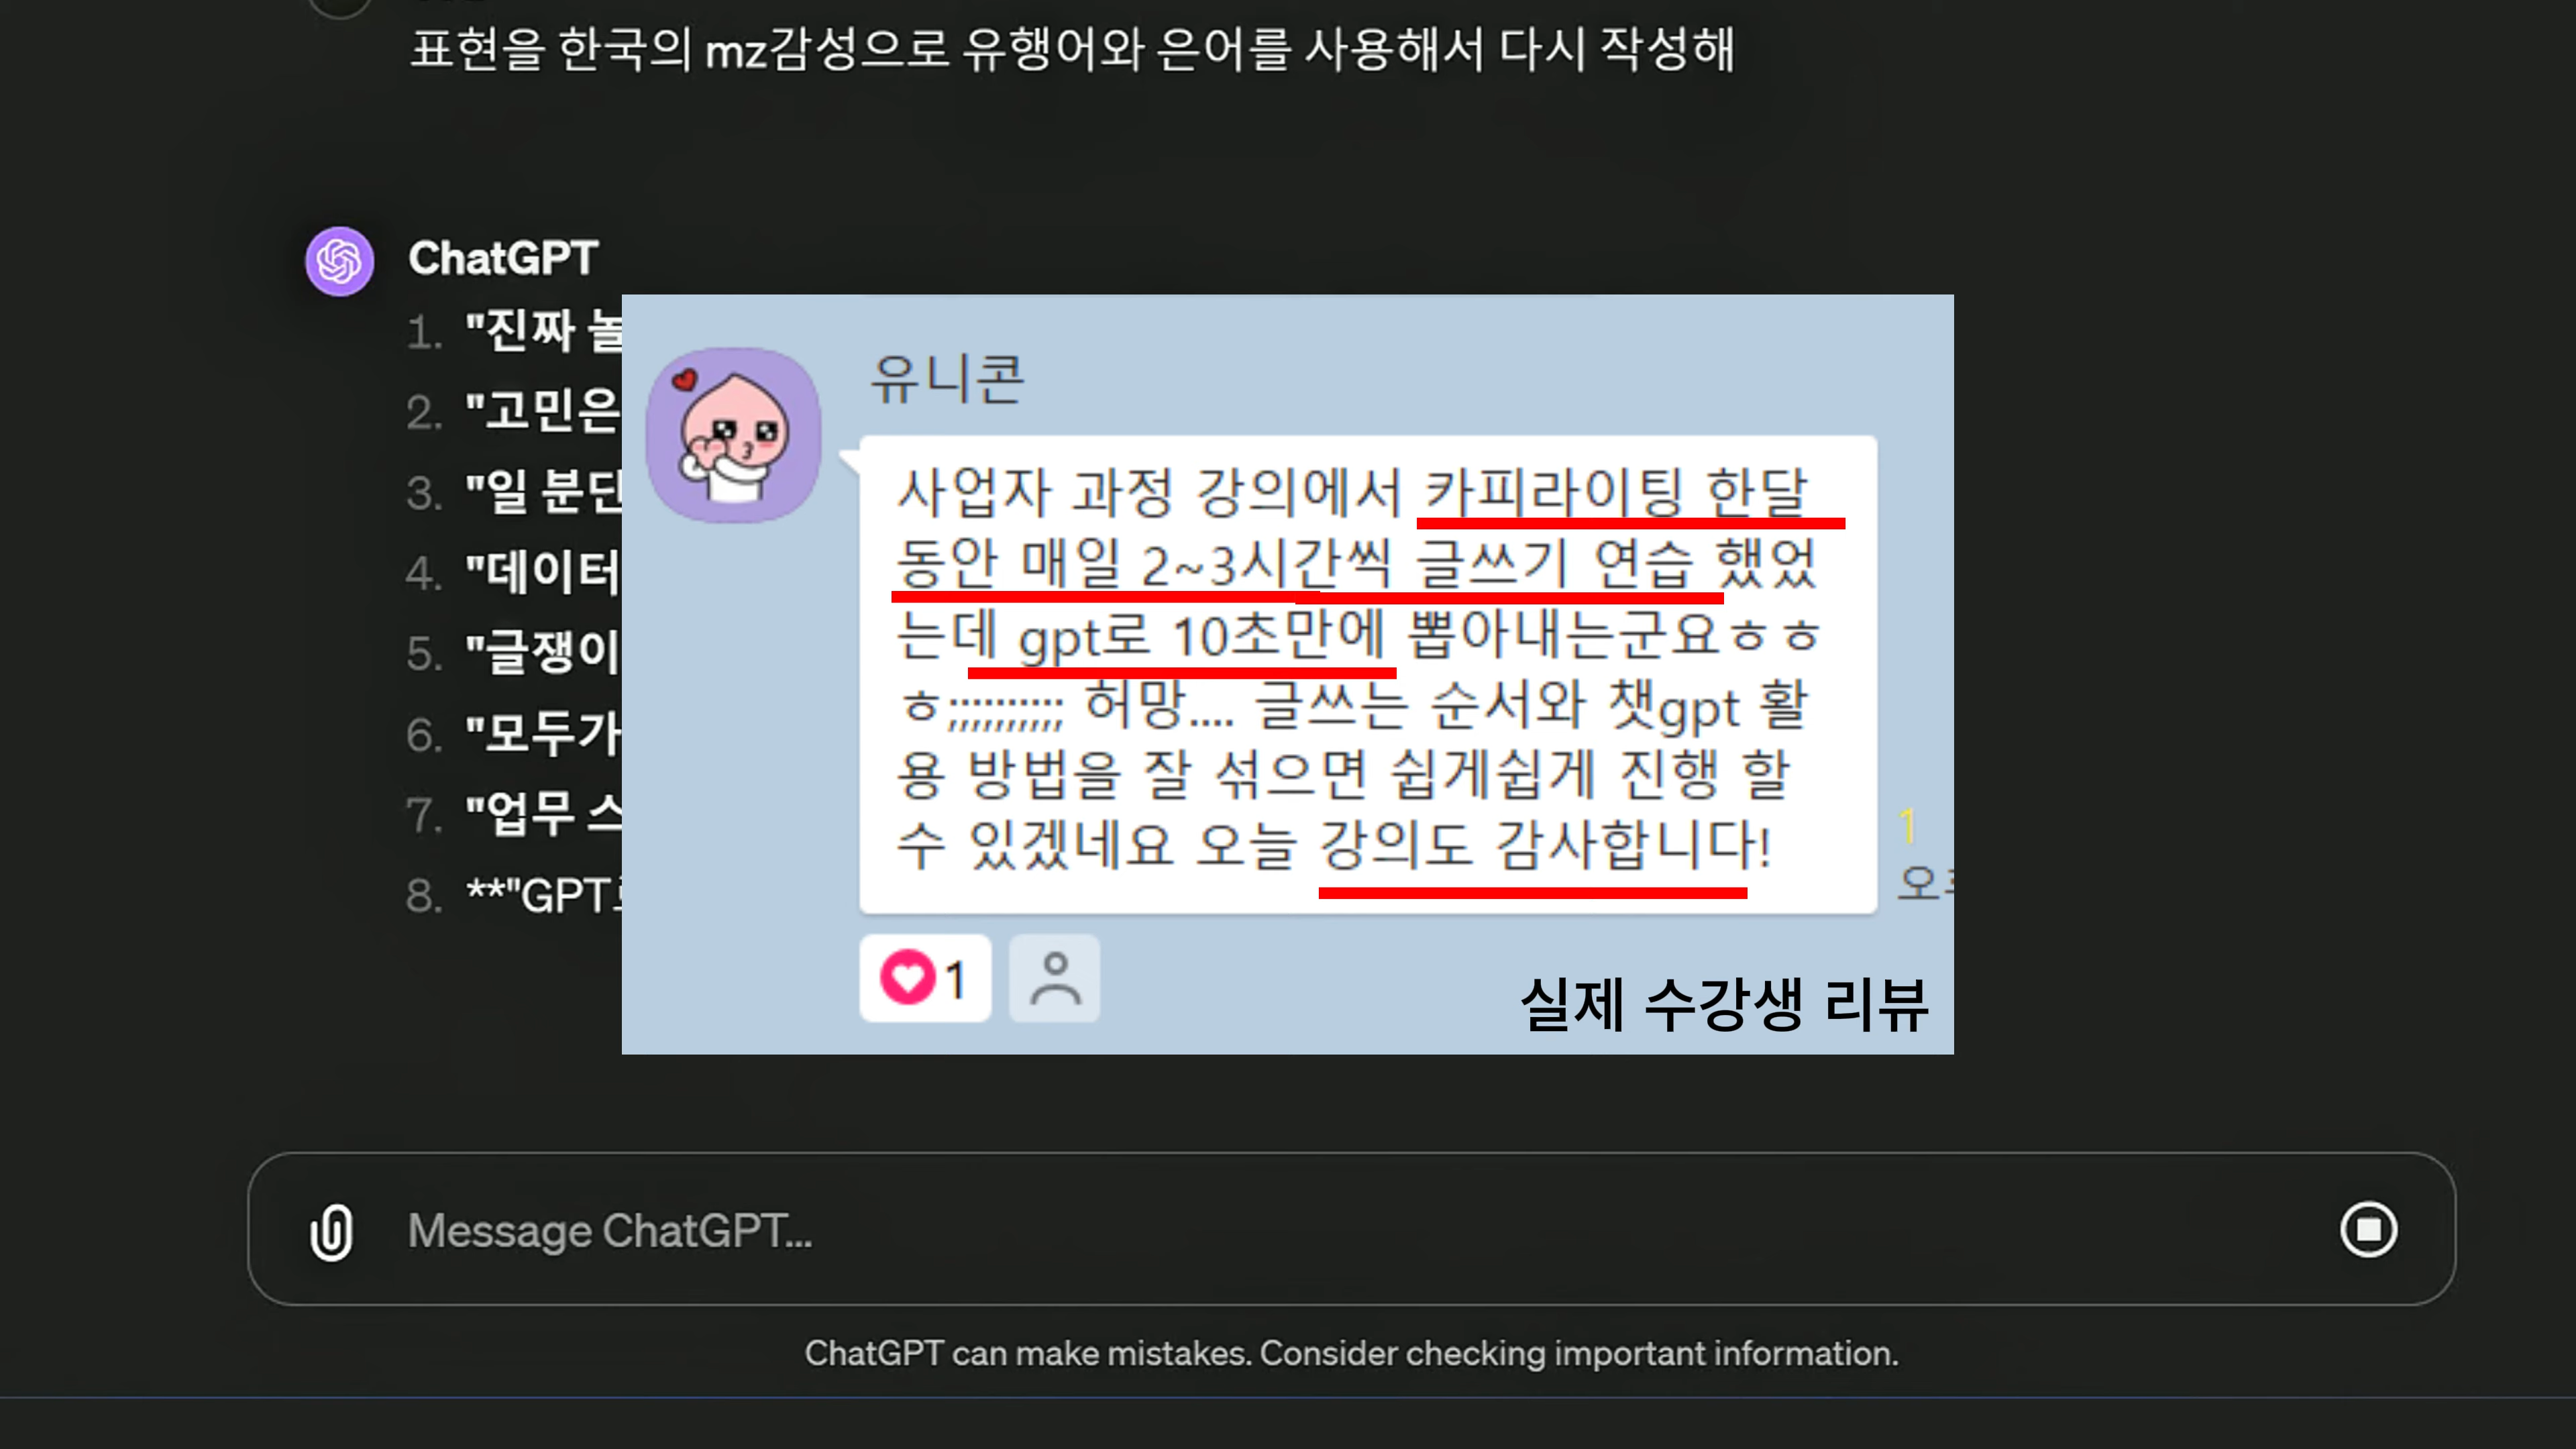 표현을 한국의 mz감성으로 유행어와 은어를 사용해서 다시 작성해
ChatGPT
1. "진짜 놀
2. "고민은
3. "일 분단
4. "데이터
5. "글쟁이
6. "모두가
7. "업무 스
8. **"GPT로
유니콘
사업자 과정 강의에서 카피라이팅 한달
동안 매일 2~3시간씩 글쓰기 연습 했었
는데 gpt로 10초만에 뽑아내는군요ㅎㅎ
ㅎ;;;;;;;;;; 허망.... 글쓰는 순서와 챗gpt 활
용 방법을 잘 섞으면 쉽게쉽게 진행 할
수 있겠네요 오늘 강의도 감사합니다!
1
오후
1
실제 수강생 리뷰
Message ChatGPT...
ChatGPT can make mistakes. Consider checking important information.